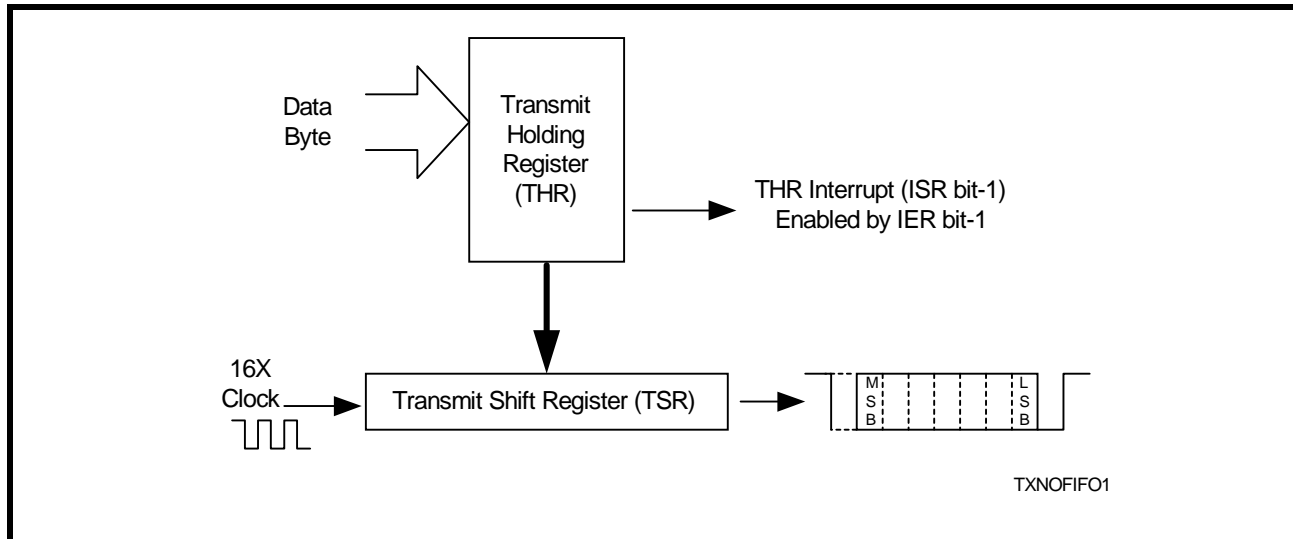 Data
Byte
Transmit
Holding
Register
(THR)
THR Interrupt (ISR bit-1)
Enabled by IER bit-1
16X
Clock
Transmit Shift Register (TSR)
M
S
B
L
S
B
TXNOFIFO1